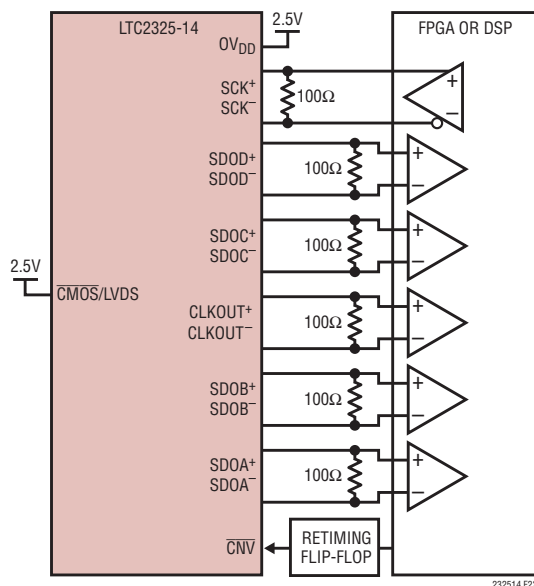 LTC2325-14
2.5V
FPGA OR DSP
OVDD
SCK+
SCK–
100Ω
+
–
SDOD+
SDOD–
100Ω
+
–
SDOC+
SDOC–
100Ω
+
–
2.5V
CMOS/LVDS
CLKOUT+
CLKOUT–
100Ω
+
–
SDOB+
SDOB–
100Ω
+
–
SDOA+
SDOA–
100Ω
+
–
CNV
RETIMING
FLIP-FLOP